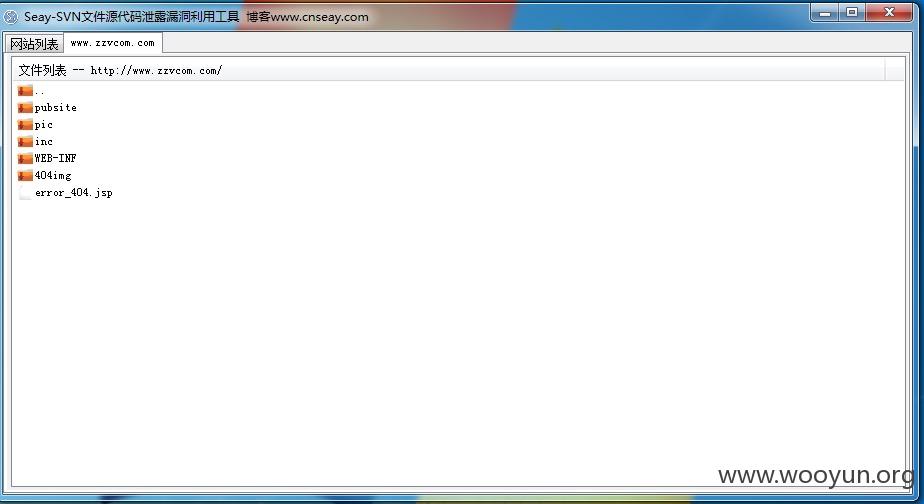 Seay-SVN文件源代码泄露漏洞利用工具 博客www.cnseay.com
网站列表 www.zzvcom.com
文件列表 -- http://www.zzvcom.com/
..
pubsite
pic
inc
WEB-INF
404img
error_404.jsp
www.wooyun.org